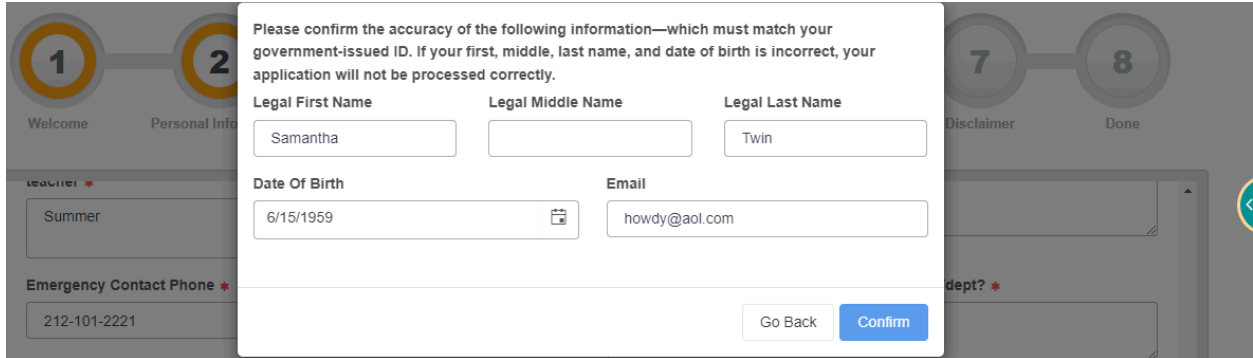 Please confirm the accuracy of the following information—which must match your
government-issued ID. If your first, middle, last name, and date of birth is incorrect, your
application will not be processed correctly.
1
2
7
8
Welcome
Personal Info
Disclaimer
Done
Legal First Name
Legal Middle Name
Legal Last Name
Samantha
Twin
Date Of Birth
Email
6/15/1959
howdy@aol.com
teacher *
Summer
Emergency Contact Phone *
dept? *
212-101-2221
Go Back
Confirm